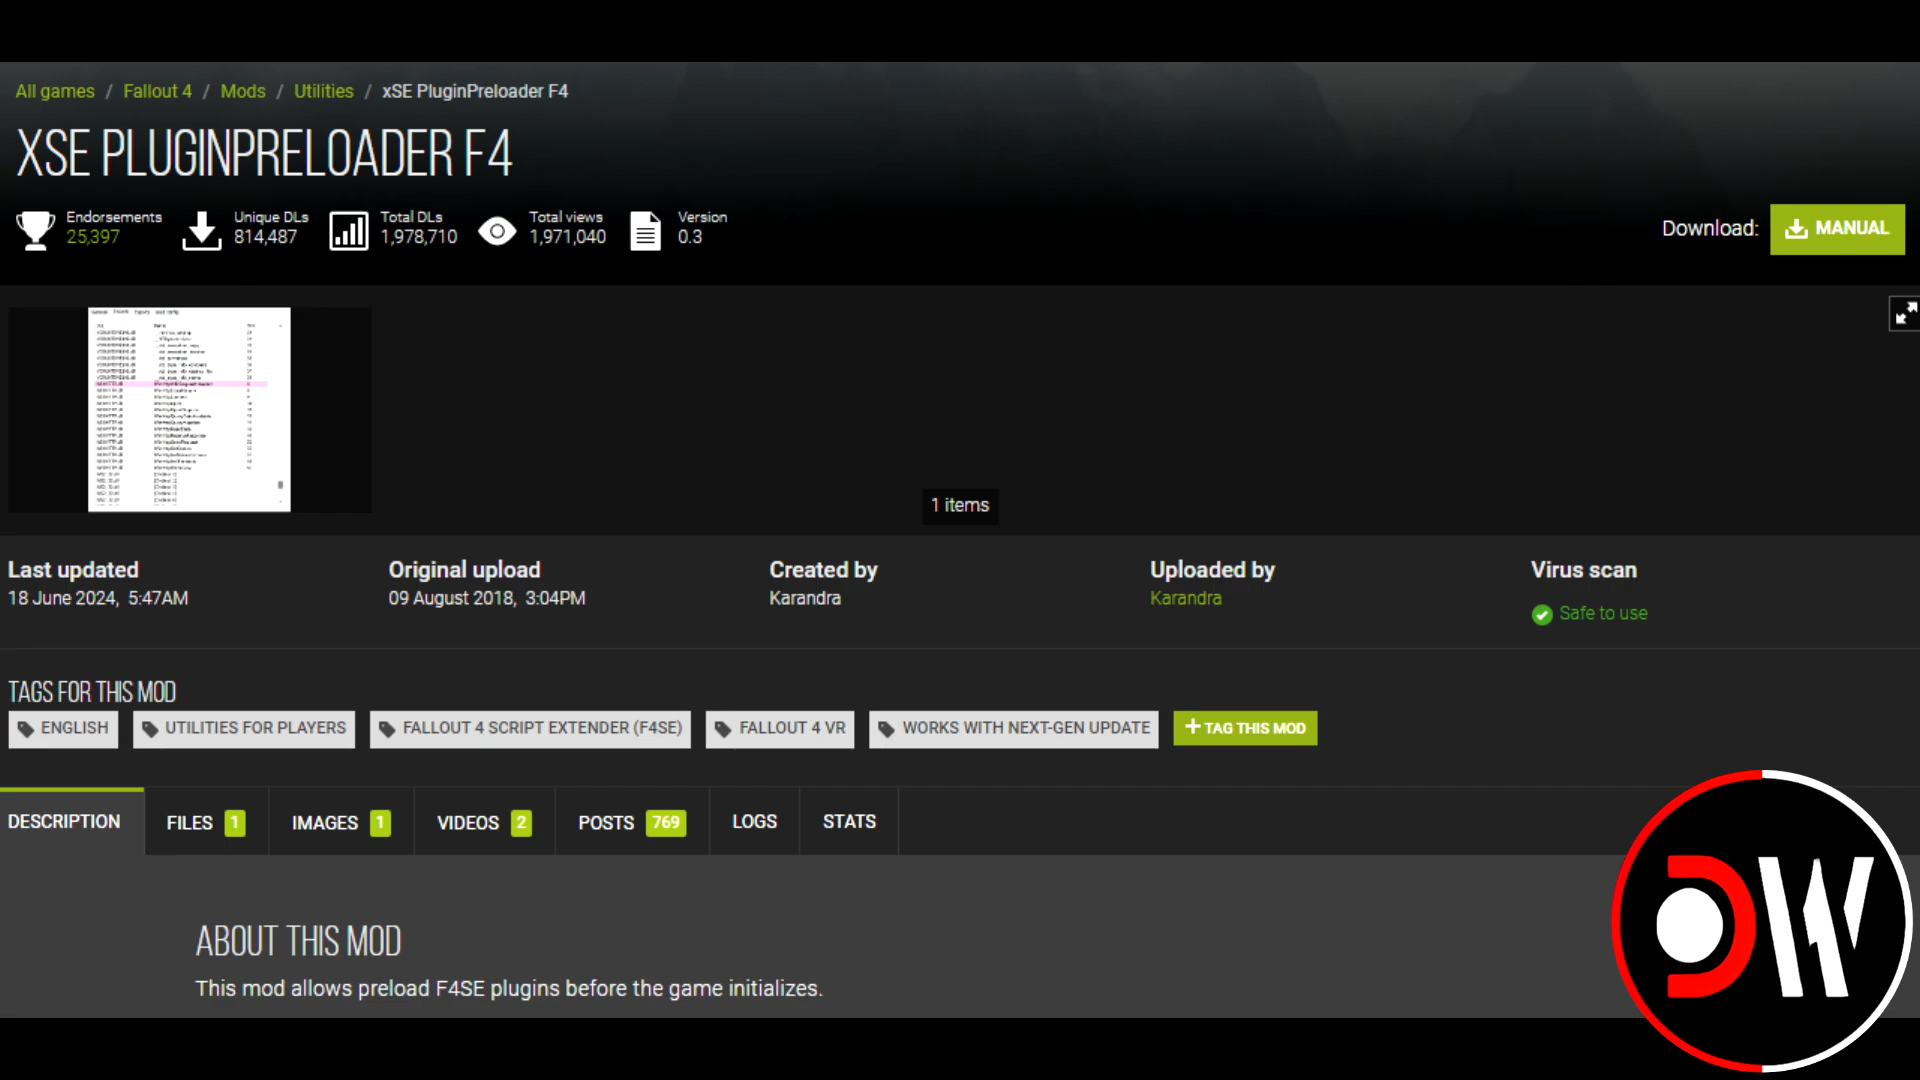 All games / Fallout 4 / Mods / Utilities / xSE PluginPreloader F4
XSE PLUGINPRELOADER F4
Endorsements
25,397
Unique DLs
814,487
Total DLs
1,978,710
Total views
1,971,040
Version
0.3
Download:
MANUAL
1 items
Last updated
18 June 2024, 5:47AM
Original upload
09 August 2018, 3:04PM
Created by
Karandra
Uploaded by
Karandra
Virus scan
Safe to use
TAGS FOR THIS MOD
ENGLISH
UTILITIES FOR PLAYERS
FALLOUT 4 SCRIPT EXTENDER (F4SE)
FALLOUT 4 VR
WORKS WITH NEXT-GEN UPDATE
+ TAG THIS MOD
DESCRIPTION
FILES 1
IMAGES 1
VIDEOS 2
POSTS 769
LOGS
STATS
ABOUT THIS MOD
This mod allows preload F4SE plugins before the game initializes.
DW